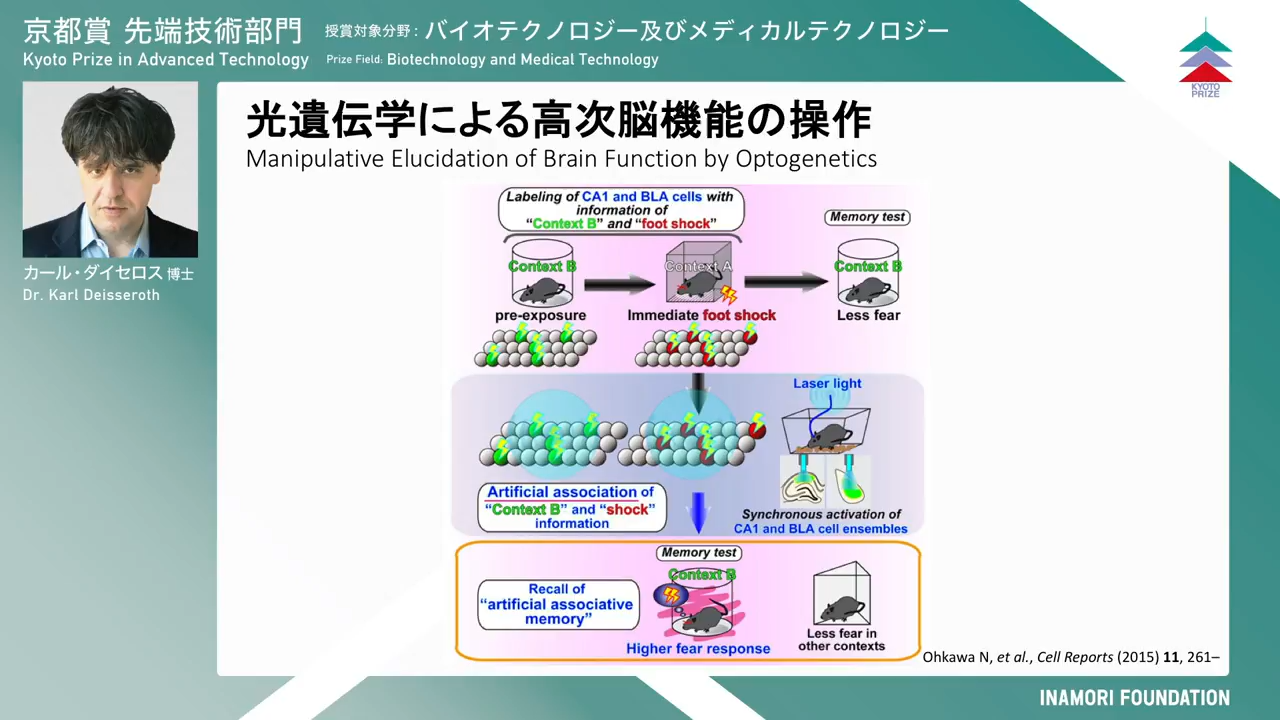 京都賞 先端技術部門
授賞対象分野: バイオテクノロジー及びメディカルテクノロジー
Kyoto Prize in Advanced Technology
Prize Field: Biotechnology and Medical Technology
KYOTO
PRIZE
カール・ダイセロス 博士
Dr. Karl Deisseroth
光遺伝学による高次脳機能の操作
Manipulative Elucidation of Brain Function by Optogenetics
Labeling of CA1 and BLA cells with
information of
“Context B” and “foot shock”
Memory test
Context B
Context A
Context B
pre-exposure
Immediate foot shock
Less fear
Laser light
Artificial association of
“Context B” and “shock”
information
Synchronous activation of
CA1 and BLA cell ensembles
Memory test
Context B
Recall of
“artificial associative
memory”
Higher fear response
Less fear in
other contexts
Ohkawa N, et al., Cell Reports (2015) 11, 261–
INAMORI FOUNDATION